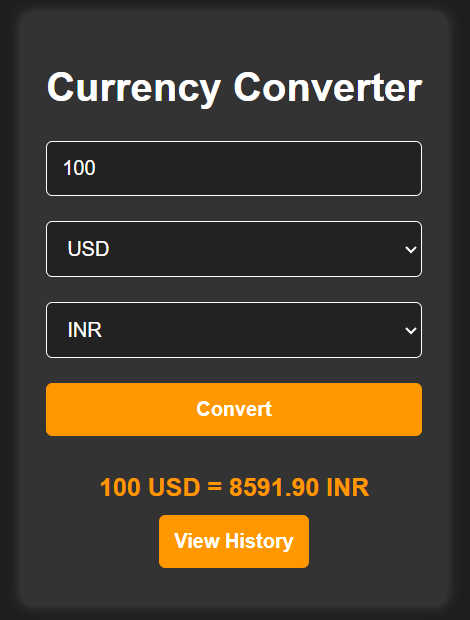 Currency Converter
100
USD
INR
Convert
100 USD = 8591.90 INR
View History